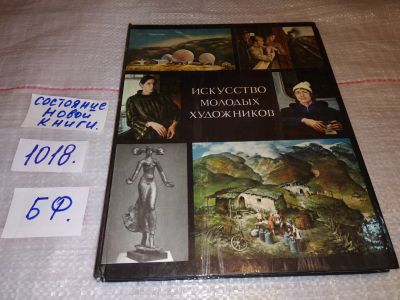 СОСТОЯНИЕ
НОВОЙ
КНИГИ.
1018.
БФ.
ИСКУССТВО
МОЛОДЫХ
ХУДОЖНИКОВ